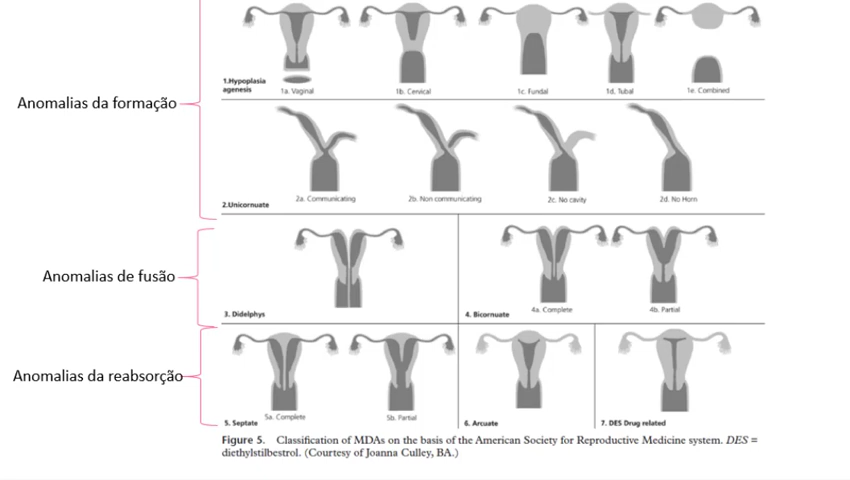 Anomalias da formação
1.Hypoplasia
agenesis
1a. Vaginal
1b. Cervical
1c. Fundal
1d. Tubal
1e. Combined
2.Unicornuate
2a. Communicating
2b. Non communicating
2c. No cavity
2d. No Horn
Anomalias de fusão
3. Didelphys
4. Bicornuate
4a. Complete
4b. Partial
Anomalias da reabsorção
5. Septate
5a. Complete
5b. Partial
6. Arcuate
7. DES Drug related
Figure 5. Classification of MDAs on the basis of the American Society for Reproductive Medicine system. DES =
diethylstilbestrol. (Courtesy of Joanna Culley, BA.)